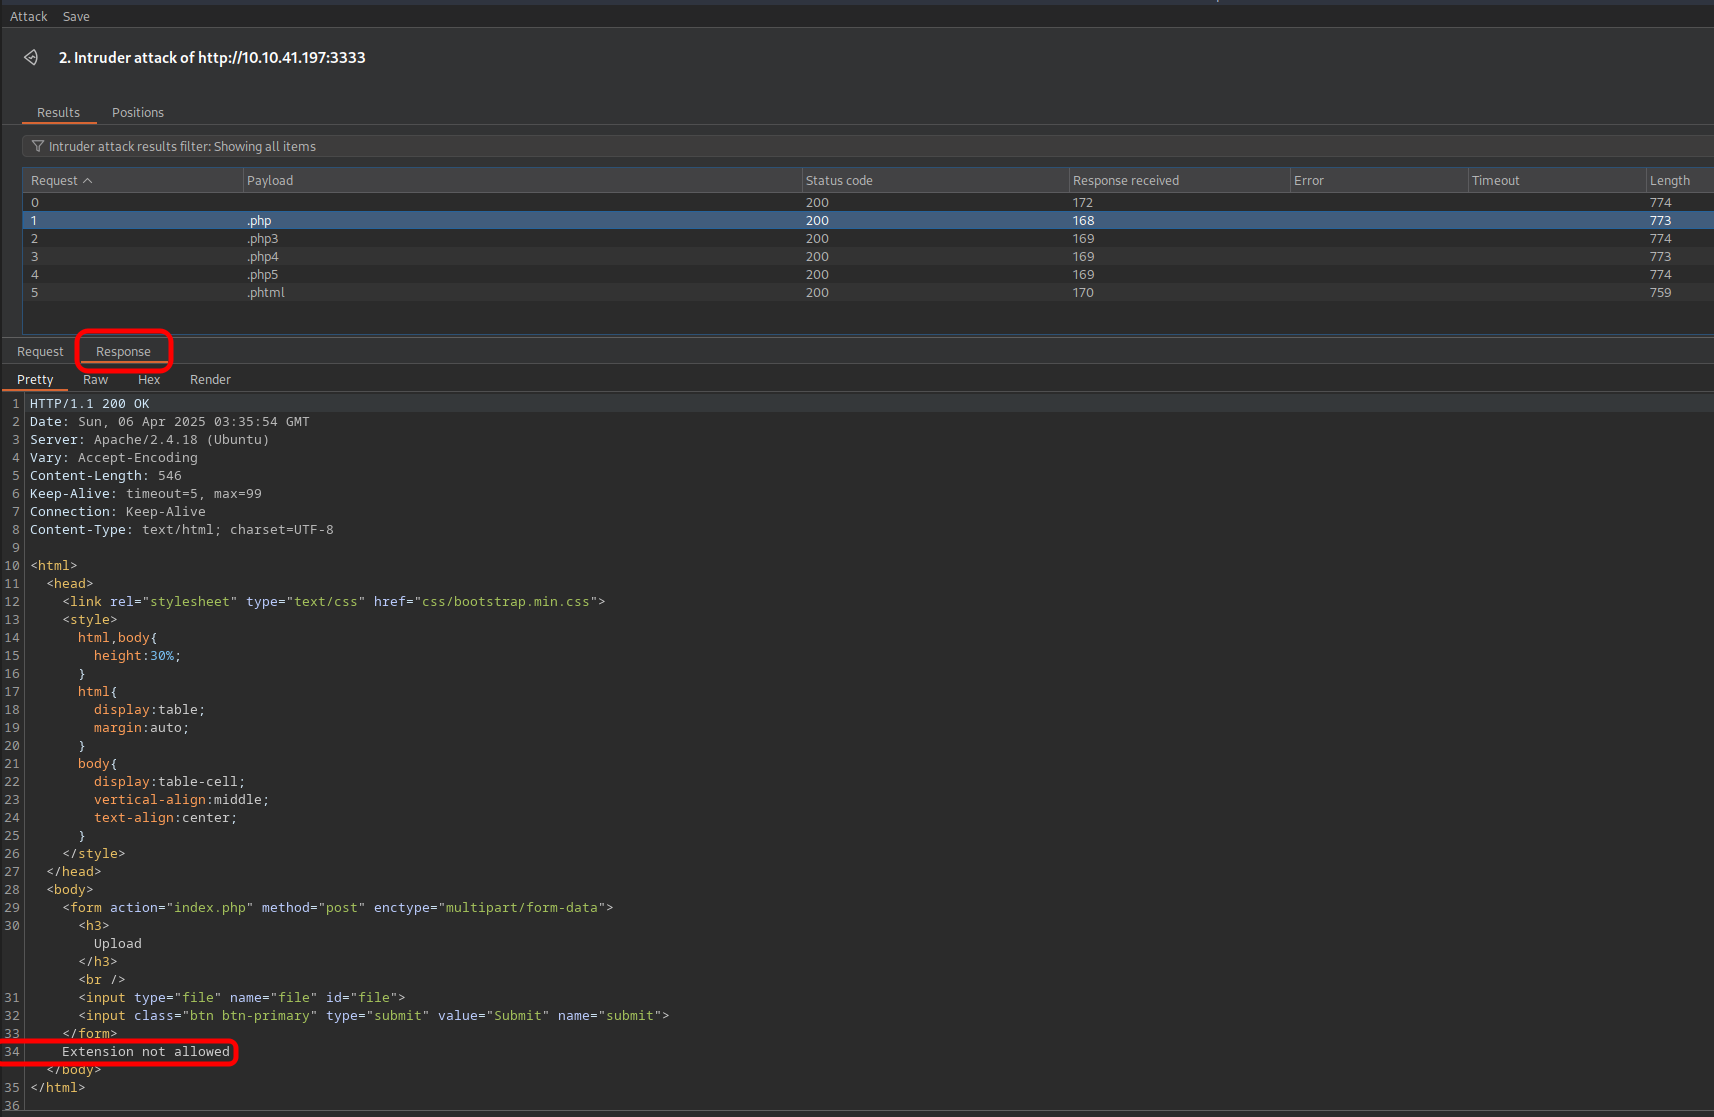 Attack Save
2. Intruder attack of http://10.10.41.197:3333
Results Positions
Intruder attack results filter: Showing all items
Request Payload Status code Response received Error Timeout Length
0 200 172 774
1 .php 200 168 773
2 .php3 200 169 774
3 .php4 200 169 773
4 .php5 200 169 774
5 .phtml 200 170 759
Request Response
Pretty Raw Hex Render
1 HTTP/1.1 200 OK
2 Date: Sun, 06 Apr 2025 03:35:54 GMT
3 Server: Apache/2.4.18 (Ubuntu)
4 Vary: Accept-Encoding
5 Content-Length: 546
6 Keep-Alive: timeout=5, max=99
7 Connection: Keep-Alive
8 Content-Type: text/html; charset=UTF-8
9
10 <html>
11 <head>
12 <link rel="stylesheet" type="text/css" href="css/bootstrap.min.css">
13 <style>
14 html,body{
15 height:30%;
16 }
17 html{
18 display:table;
19 margin:auto;
20 }
21 body{
22 display:table-cell;
23 vertical-align:middle;
24 text-align:center;
25 }
26 </style>
27 </head>
28 <body>
29 <form action="index.php" method="post" enctype="multipart/form-data">
30 <h3>
Upload
</h3>
<br />
31 <input type="file" name="file" id="file">
32 <input class="btn btn-primary" type="submit" value="Submit" name="submit">
33 </form>
34 Extension not allowed
</body>
35 </html>
36